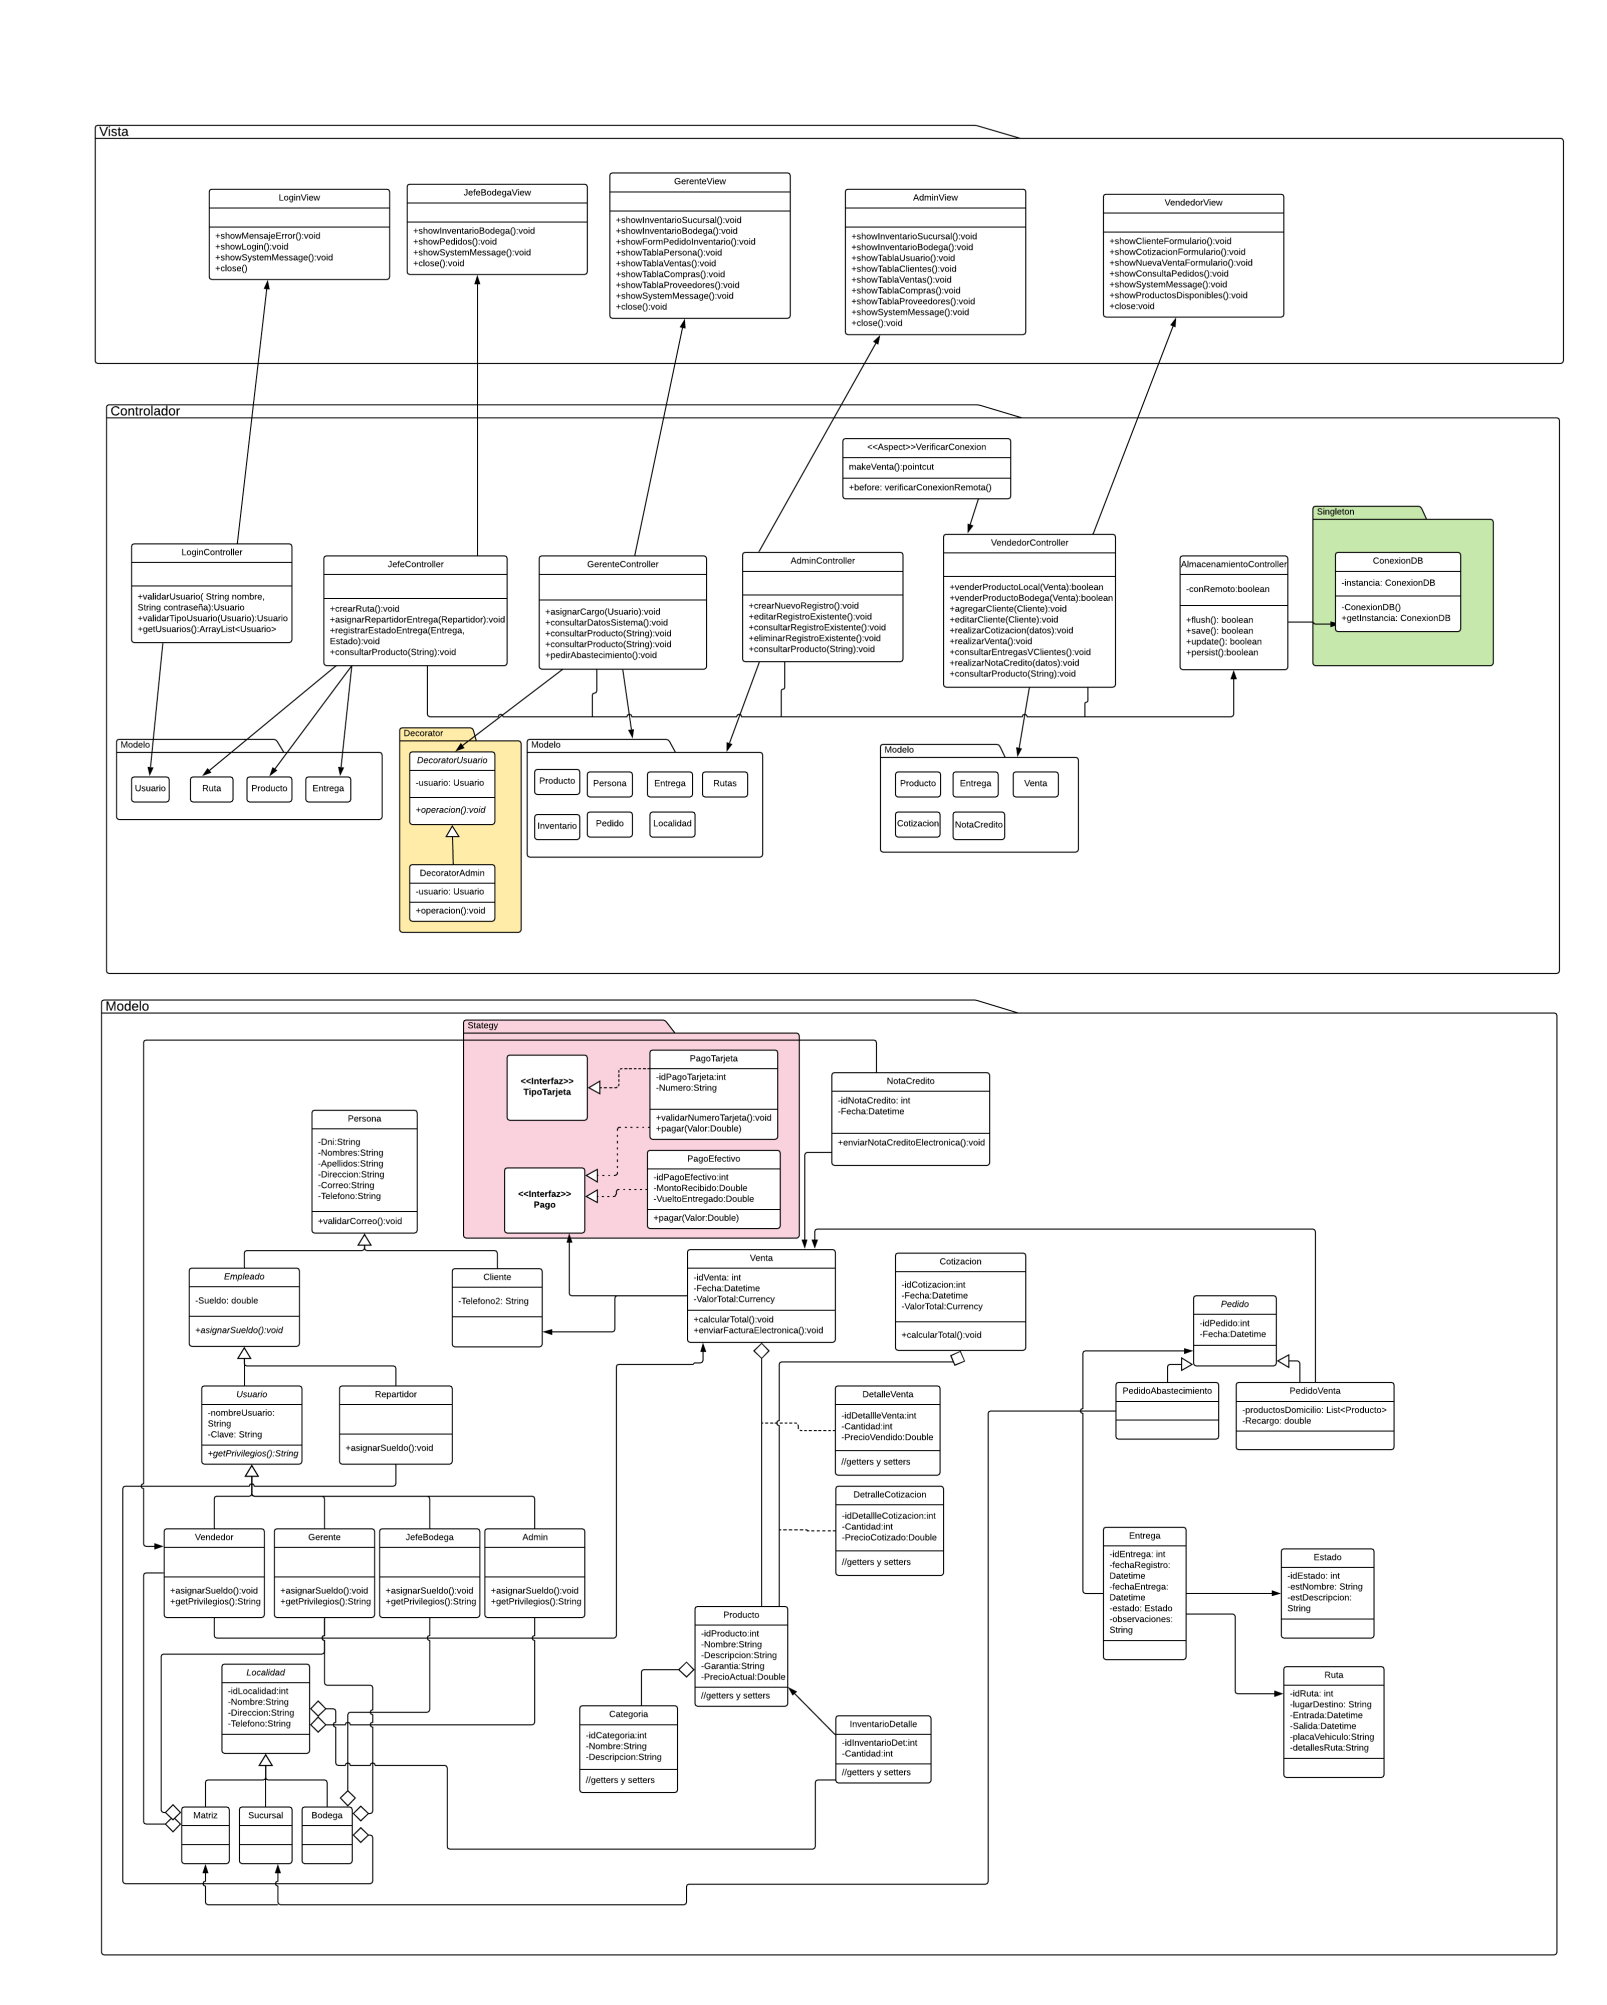 Vista
LoginView
+showMensajeError():void
+showLogin():void
+showSystemMessage():void
+close()
JefeBodegaView
+showInventarioBodega():void
+showPedidos():void
+showSystemMessage():void
+close():void
GerenteView
+showInventarioSucursal():void
+showInventarioBodega():void
+showFormPedidoInventario():void
+showTablaPersona():void
+showTablaVentas():void
+showTablaCompras():void
+showTablaProveedores():void
+showSystemMessage():void
+close():void
AdminView
+showInventarioSucursal():void
+showInventarioBodega():void
+showTablaUsuario():void
+showTablaClientes():void
+showTablaVentas():void
+showTablaCompras():void
+showTablaProveedores():void
+showSystemMessage():void
+close():void
VendedorView
+showClienteFormulario():void
+showCotizacionFormulario():void
+showNuevaVentaFormulario():void
+showConsultaPedidos():void
+showSystemMessage():void
+showProductosDisponibles():void
+close:void
Controlador
<<Aspect>>VerificarConexion
makeVenta():pointcut
+before: verificarConexionRemota()
LoginController
+validarUsuario( String nombre,
String contraseña):Usuario
+validarTipoUsuario(Usuario):Usuario
+getUsuarios():ArrayList<Usuario>
JefeController
+crearRuta():void
+asignarRepartidorEntrega(Repartidor):void
+registrarEstadoEntrega(Entrega,
Estado):void
+consultarProducto(String):void
GerenteController
+asignarCargo(Usuario):void
+consultarDatosSistema():void
+consultarProducto(String):void
+consultarProducto(String):void
+pedirAbastecimiento():void
AdminController
+crearNuevoRegistro():void
+editarRegistroExistente():void
+consultarRegistroExistente():void
+eliminarRegistroExistente():void
+consultarProducto(String):void
VendedorController
+venderProductoLocal(Venta):boolean
+venderProductoBodega(Venta):boolean
+agregarCliente(Cliente):void
+editarCliente(Cliente):void
+realizarCotizacion(datos):void
+realizarVenta():void
+consultarEntregasVClientes():void
+realizarNotaCredito(datos):void
+consultarProducto(String):void
AlmacenamientoController
-conRemoto:boolean
+flush(): boolean
+save(): boolean
+update(): boolean
+persist():boolean
Singleton
ConexionDB
-instancia: ConexionDB
-ConexionDB()
+getInstancia: ConexionDB
Modelo
Usuario
Ruta
Producto
Entrega
Decorator
DecoratorUsuario
-usuario: Usuario
+operacion():void
DecoratorAdmin
-usuario: Usuario
+operacion():void
Modelo
Producto
Persona
Entrega
Rutas
Inventario
Pedido
Localidad
Modelo
Producto
Entrega
Venta
Cotizacion
NotaCredito
Modelo
Stategy
<<Interfaz>>
TipoTarjeta
PagoTarjeta
-idPagoTarjeta:int
-Numero:String
+validarNumeroTarjeta():void
+pagar(Valor:Double)
<<Interfaz>>
Pago
PagoEfectivo
-idPagoEfectivo:int
-MontoRecibido:Double
-VueltoEntregado:Double
+pagar(Valor:Double)
NotaCredito
-idNotaCredito: int
-Fecha:Datetime
+enviarNotaCreditoElectronica():void
Persona
-Dni:String
-Nombres:String
-Apellidos:String
-Direccion:String
-Correo:String
-Telefono:String
+validarCorreo():void
Empleado
-Sueldo: double
+asignarSueldo():void
Cliente
-Telefono2: String
Venta
-idVenta: int
-Fecha:Datetime
-ValorTotal:Currency
+calcularTotal():void
+enviarFacturaElectronica():void
Cotizacion
-idCotizacion:int
-Fecha:Datetime
-ValorTotal:Currency
+calcularTotal():void
Pedido
-idPedido:int
-Fecha:Datetime
PedidoAbastecimiento
PedidoVenta
-productosDomicilio: List<Producto>
-Recargo: double
Usuario
-nombreUsuario:
String
-Clave: String
+getPrivilegios():String
Repartidor
+asignarSueldo():void
DetalleVenta
-idDetallleVenta:int
-Cantidad:int
-PrecioVendido:Double
//getters y setters
DetralleCotizacion
-idDetallleCotizacion:int
-Cantidad:int
-PrecioCotizado:Double
//getters y setters
Vendedor
+asignarSueldo():void
+getPrivilegios():String
Gerente
+asignarSueldo():void
+getPrivilegios():String
JefeBodega
+asignarSueldo():void
+getPrivilegios():String
Admin
+asignarSueldo():void
+getPrivilegios():String
Entrega
-idEntrega: int
-fechaRegistro:
Datetime
-fechaEntrega:
Datetime
-estado: Estado
-observaciones:
String
Estado
-idEstado: int
-estNombre: String
-estDescripcion:
String
Producto
-idProducto:int
-Nombre:String
-Descripcion:String
-Garantia:String
-PrecioActual:Double
//getters y setters
Localidad
-idLocalidad:int
-Nombre:String
-Direccion:String
-Telefono:String
Ruta
-idRuta: int
-lugarDestino: String
-Entrada:Datetime
-Salida:Datetime
-placaVehiculo:String
-detallesRuta:String
Categoria
-idCategoria:int
-Nombre:String
-Descripcion:String
//getters y setters
InventarioDetalle
-idInventarioDet:int
-Cantidad:int
//getters y setters
Matriz
Sucursal
Bodega